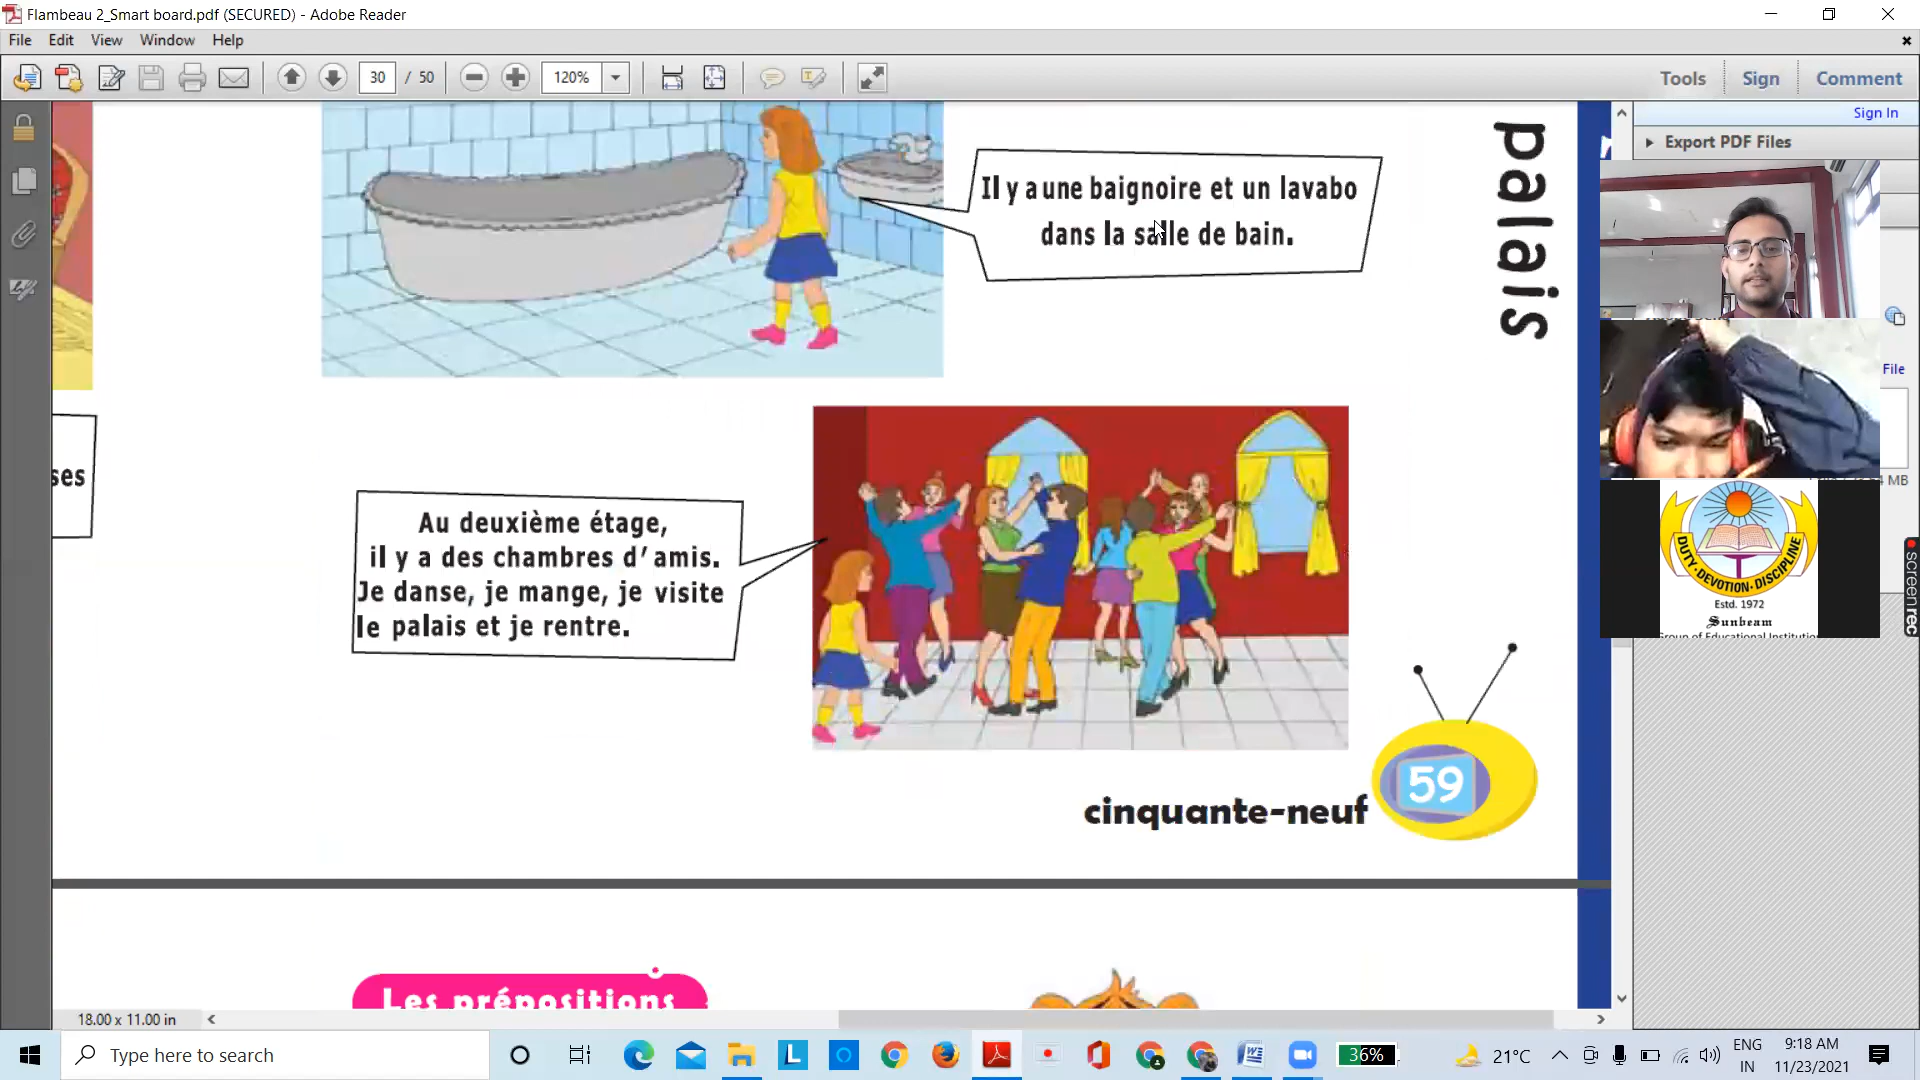 Flambeau 2_Smart board.pdf (SECURED) - Adobe Reader
File Edit View Window Help
30 / 50 120% Tools Sign Comment
Sign In
Export PDF Files
palais
Il y a une baignoire et un lavabo
dans la salle de bain.
File
ses
MB
Au deuxième étage,
il y a des chambres d'amis.
Je danse, je mange, je visite
le palais et je rentre.
DUTY·DEVOTION·DISCIPLINE
Estd. 1972
Sunbeam
Group of Educational
screenrec
59
cinquante-neuf
Les prépositions
18.00 x 11.00 in
Type here to search
36%
21°C
ENG
IN
9:18 AM
11/23/2021